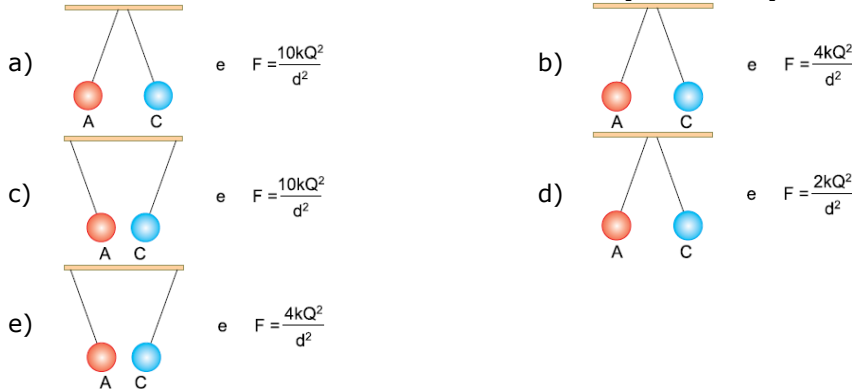 a) e F = 10kQ²/d²
A C
b) e F = 4kQ²/d²
A C
c) e F = 10kQ²/d²
A C
d) e F = 2kQ²/d²
A C
e) e F = 4kQ²/d²
A C